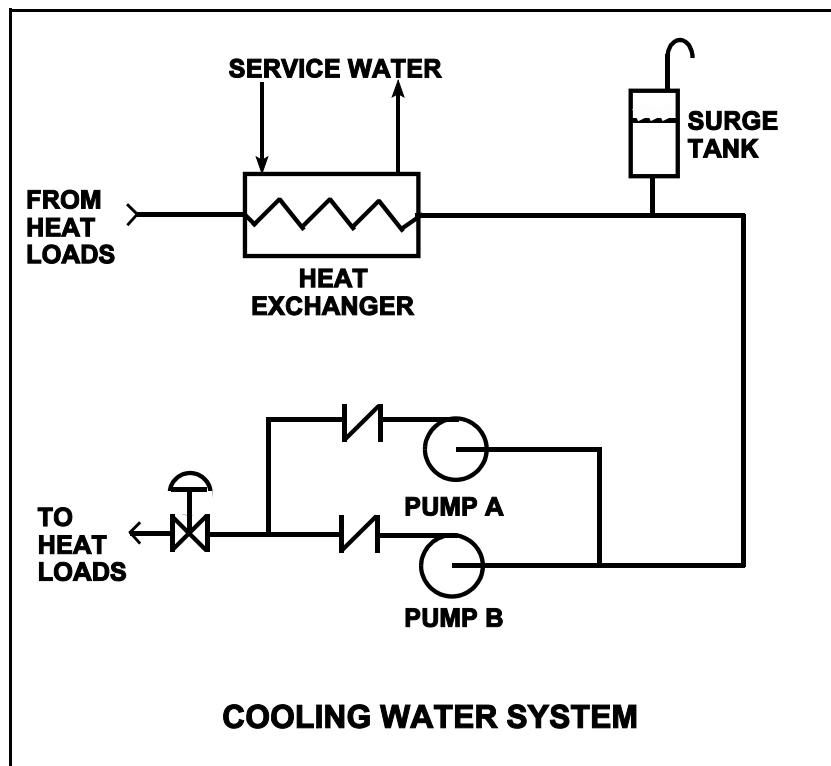 SERVICE WATER
SURGE
TANK
FROM
HEAT
LOADS
HEAT
EXCHANGER
PUMP A
TO
HEAT
LOADS
PUMP B
COOLING WATER SYSTEM